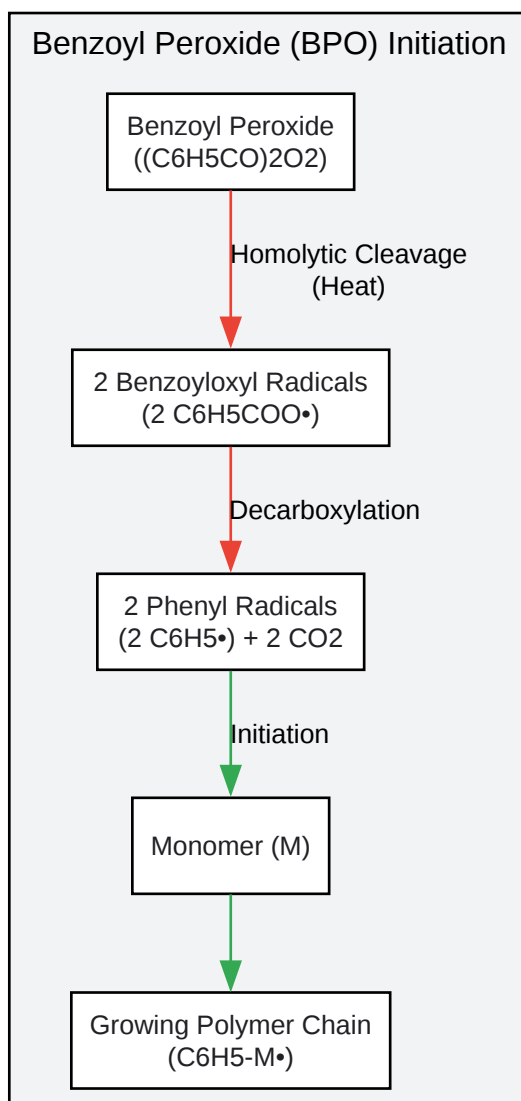 Benzoyl Peroxide (BPO) Initiation
Benzoyl Peroxide
((C6H5CO)2O2)
Homolytic Cleavage
(Heat)
2 Benzoyloxyl Radicals
(2 C6H5COO•)
Decarboxylation
2 Phenyl Radicals
(2 C6H5•) + 2 CO2
Initiation
Monomer (M)
Growing Polymer Chain
(C6H5-M•)